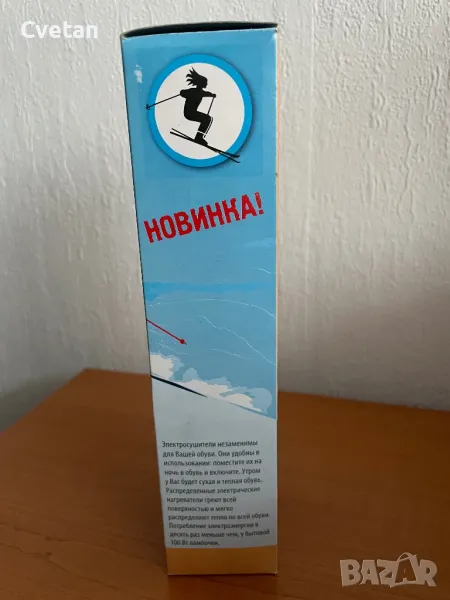 Cvetan
НОВИНКА!
Электросушители незаменимы
для Вашей обуви. Они удобны в
использовании: поместите их на
ночь в обувь и включите. Утром
у Вас будет сухая и теплая обувь.
Распределенные электрические
нагреватели греют всей
поверхностью и мягко
распределяют тепло по всей обуви.
Потребление электроэнергии в
десять раз меньше чем, у бытовой
100 Вт лампочки.
BAZAR